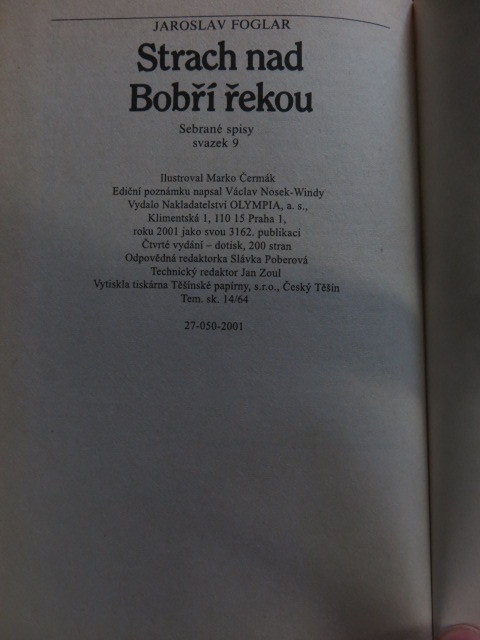 JAROSLAV FOGLAR
Strach nad
Bobří řekou
Sebrané spisy
svazek 9
Ilustroval Marko Čermák
Ediční poznámku napsal Václav Nosek-Windy
Vydalo Nakladatelství OLYMPIA, a. s.,
Klimentská 1, 110 15 Praha 1,
roku 2001 jako svou 3162. publikaci
Čtvrté vydání – dotisk, 200 stran
Odpovědná redaktorka Slávka Poberová
Technický redaktor Jan Zoul
Vytiskla tiskárna Těšínské papírny, s.r.o., Český Těšín
Tem. sk. 14/64
27-050-2001